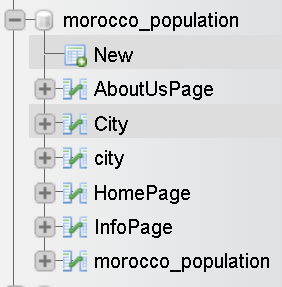 morocco_population
New
AboutUsPage
City
city
HomePage
InfoPage
morocco_population